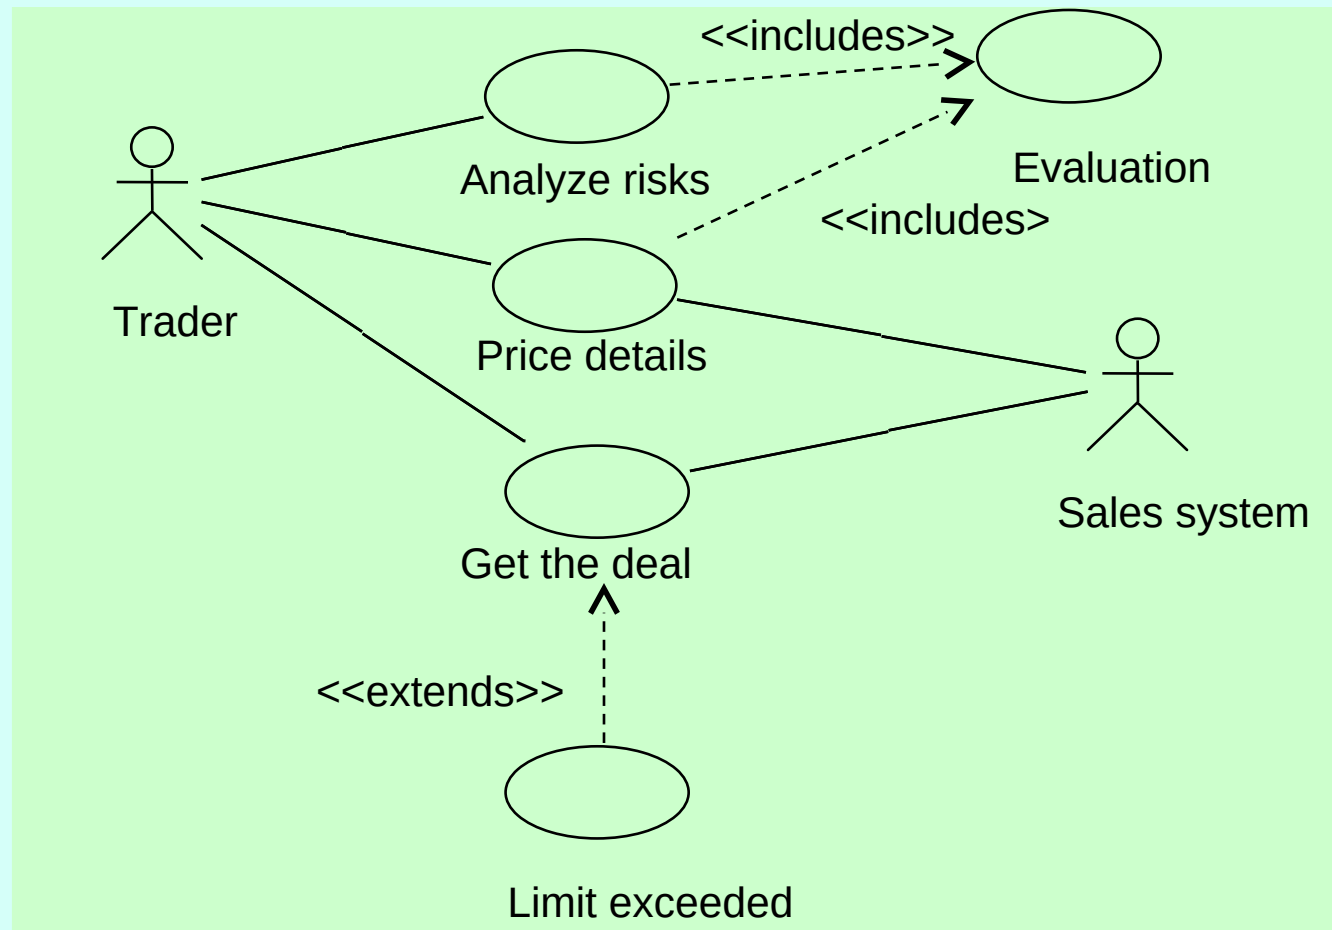 <<includes>>
Evaluation
Analyze risks
<<includes>
Trader
Price details
Sales system
Get the deal
<<extends>>
Limit exceeded